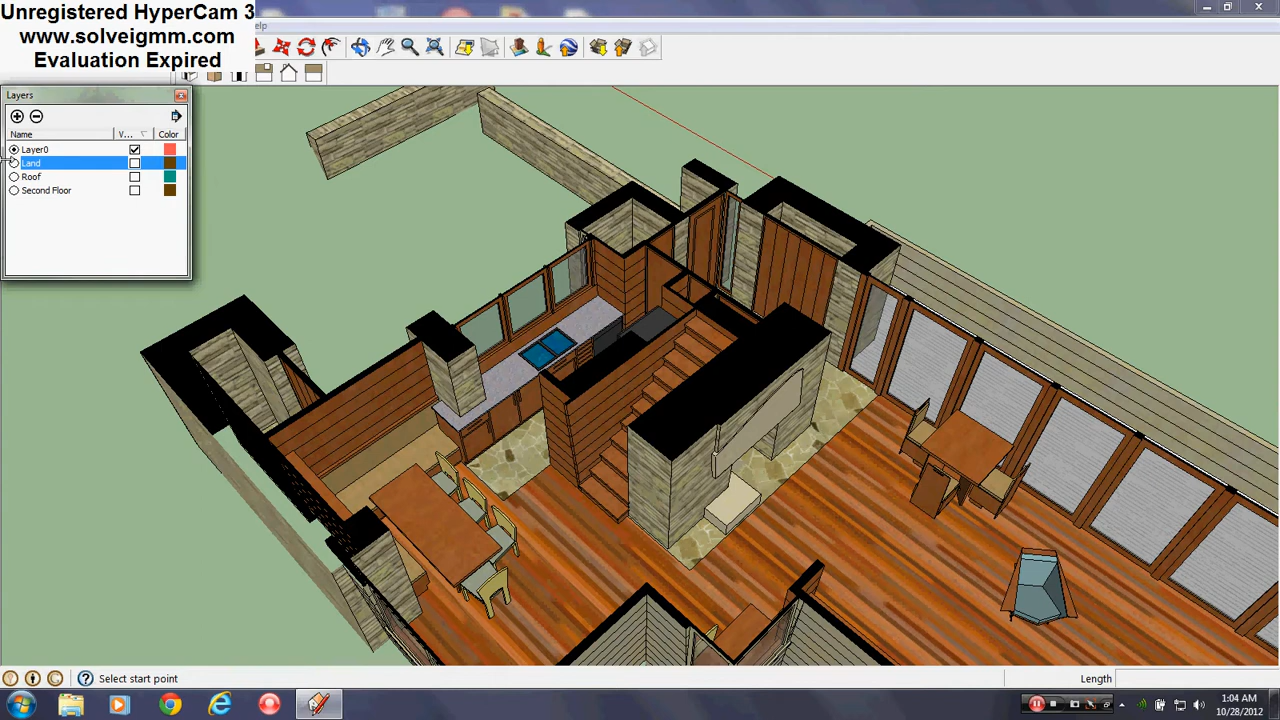 Unregistered HyperCam 3
www.solveigmm.com
Evaluation Expired
elp
Layers
Name V... Color
Layer0
Land
Roof
Second Floor
Select start point
Length
1:04 AM
10/28/2012